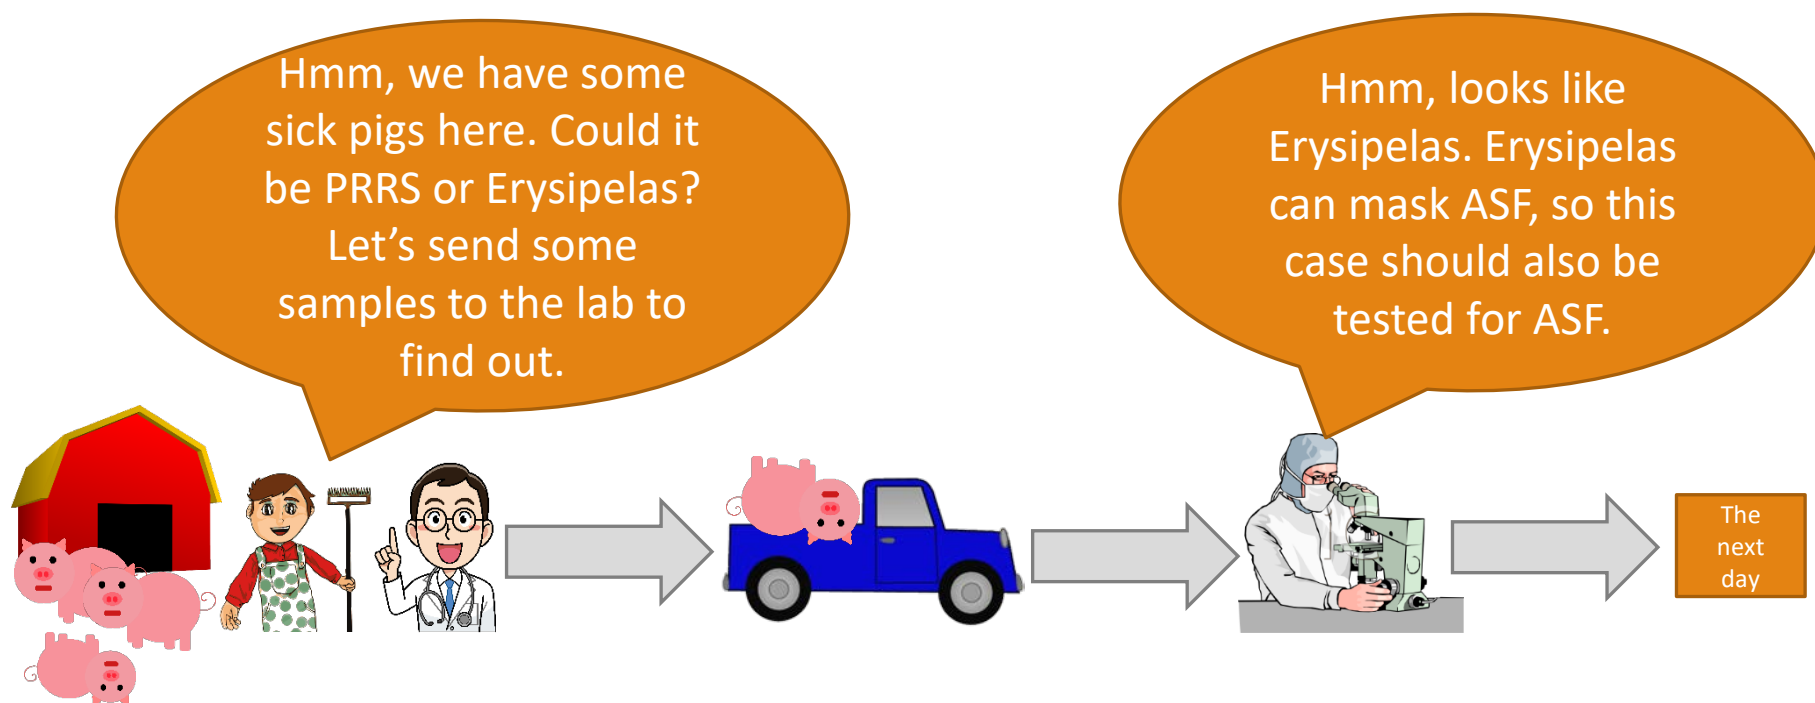 Hmm, we have some
sick pigs here. Could it
be PRRS or Erysipelas?
Let’s send some
samples to the lab to
find out.
Hmm, looks like
Erysipelas. Erysipelas
can mask ASF, so this
case should also be
tested for ASF.
The
next
day